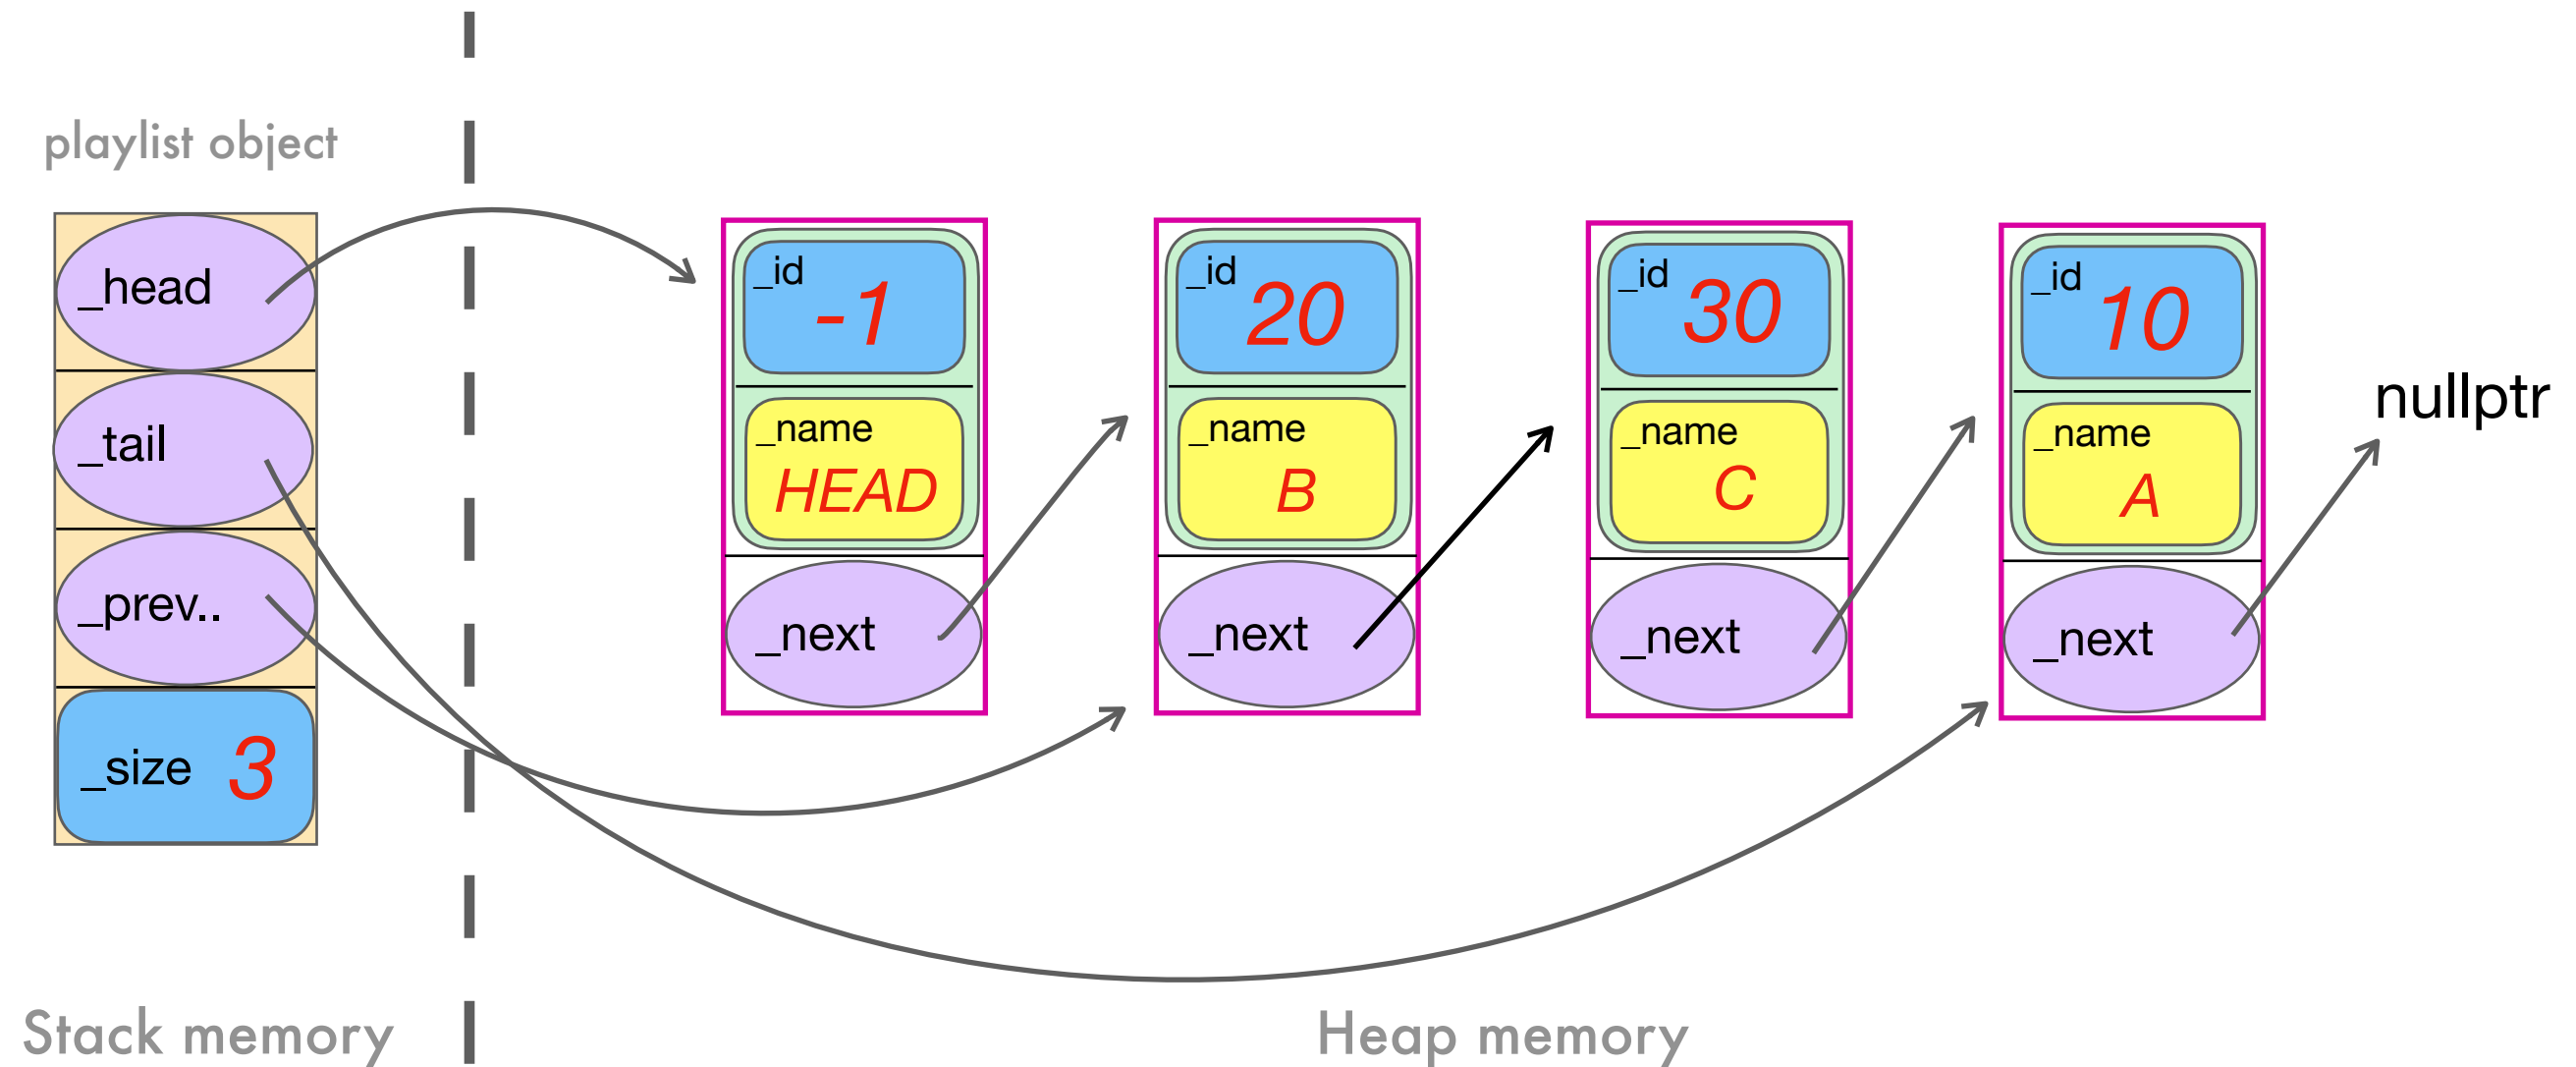 playlist object
_head
_tail
_prev..
_size 3
_id
-1
_name
HEAD
_next
_id
20
_name
B
_next
_id
30
_name
C
_next
_id
10
_name
A
_next
nullptr
Stack memory
Heap memory